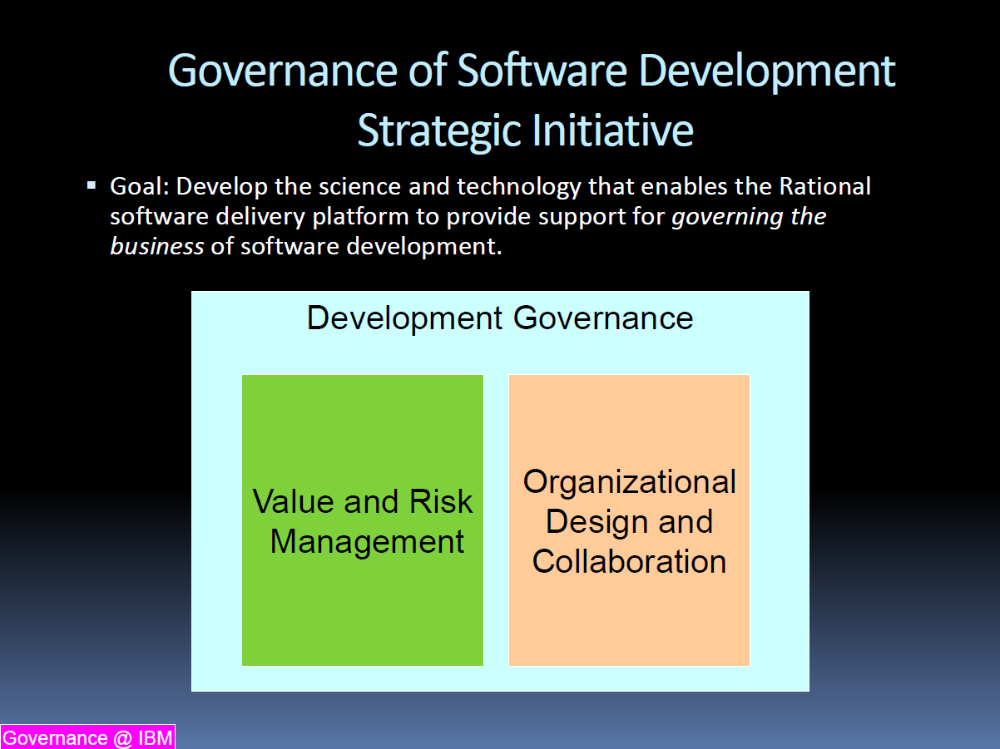 Governance of Software Development
Strategic Initiative
▪ Goal: Develop the science and technology that enables the Rational
software delivery platform to provide support for governing the
business of software development.
Development Governance
Value and Risk
Management
Organizational
Design and
Collaboration
Governance @ IBM